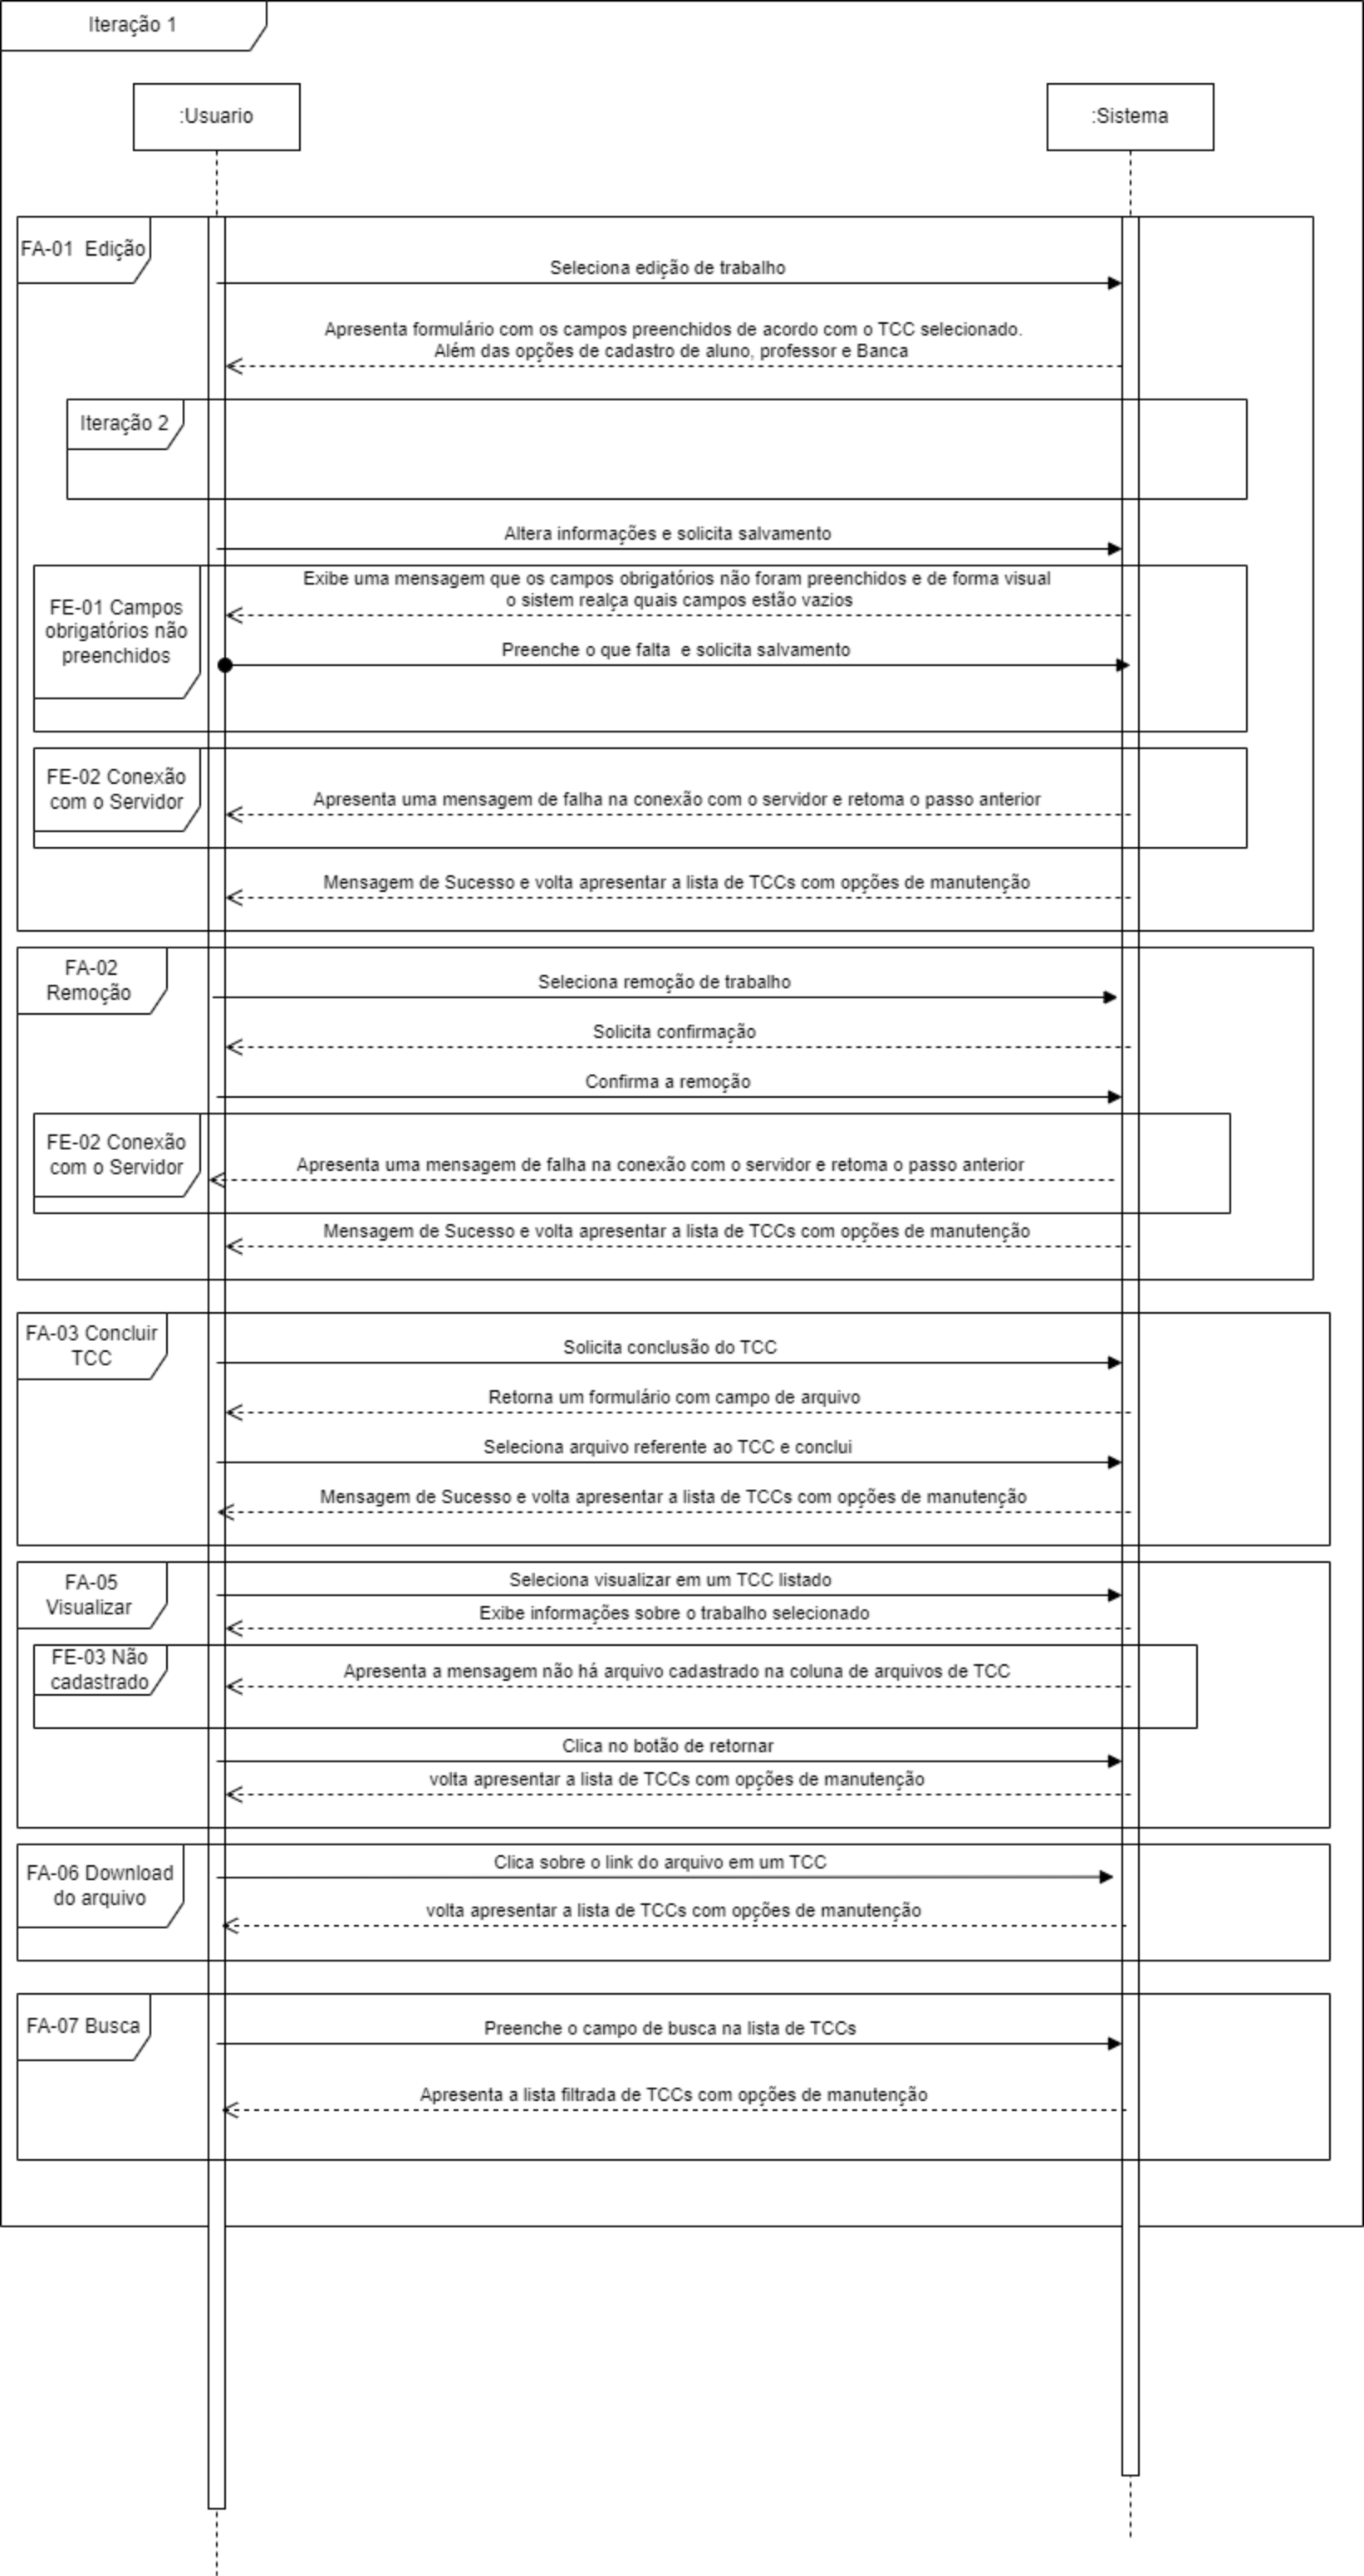 Iteração 1
:Usuario
:Sistema
FA-01  Edição
Seleciona edição de trabalho
Apresenta formulário com os campos preenchidos de acordo com o TCC selecionado.
Além das opções de cadastro de aluno, professor e Banca
Iteração 2
Altera informações e solicita salvamento
FE-01 Campos
obrigatórios não
preenchidos
Exibe uma mensagem que os campos obrigatórios não foram preenchidos e de forma visual
o sistem realça quais campos estão vazios
Preenche o que falta  e solicita salvamento
FE-02 Conexão
com o Servidor
Apresenta uma mensagem de falha na conexão com o servidor e retoma o passo anterior
Mensagem de Sucesso e volta apresentar a lista de TCCs com opções de manutenção
FA-02
Remoção
Seleciona remoção de trabalho
Solicita confirmação
Confirma a remoção
FE-02 Conexão
com o Servidor
Apresenta uma mensagem de falha na conexão com o servidor e retoma o passo anterior
Mensagem de Sucesso e volta apresentar a lista de TCCs com opções de manutenção
FA-03 Concluir
TCC
Solicita conclusão do TCC
Retorna um formulário com campo de arquivo
Seleciona arquivo referente ao TCC e conclui
Mensagem de Sucesso e volta apresentar a lista de TCCs com opções de manutenção
FA-05
Visualizar
Seleciona visualizar em um TCC listado
Exibe informações sobre o trabalho selecionado
FE-03 Não
cadastrado
Apresenta a mensagem não há arquivo cadastrado na coluna de arquivos de TCC
Clica no botão de retornar
volta apresentar a lista de TCCs com opções de manutenção
FA-06 Download
do arquivo
Clica sobre o link do arquivo em um TCC
volta apresentar a lista de TCCs com opções de manutenção
FA-07 Busca
Preenche o campo de busca na lista de TCCs
Apresenta a lista filtrada de TCCs com opções de manutenção